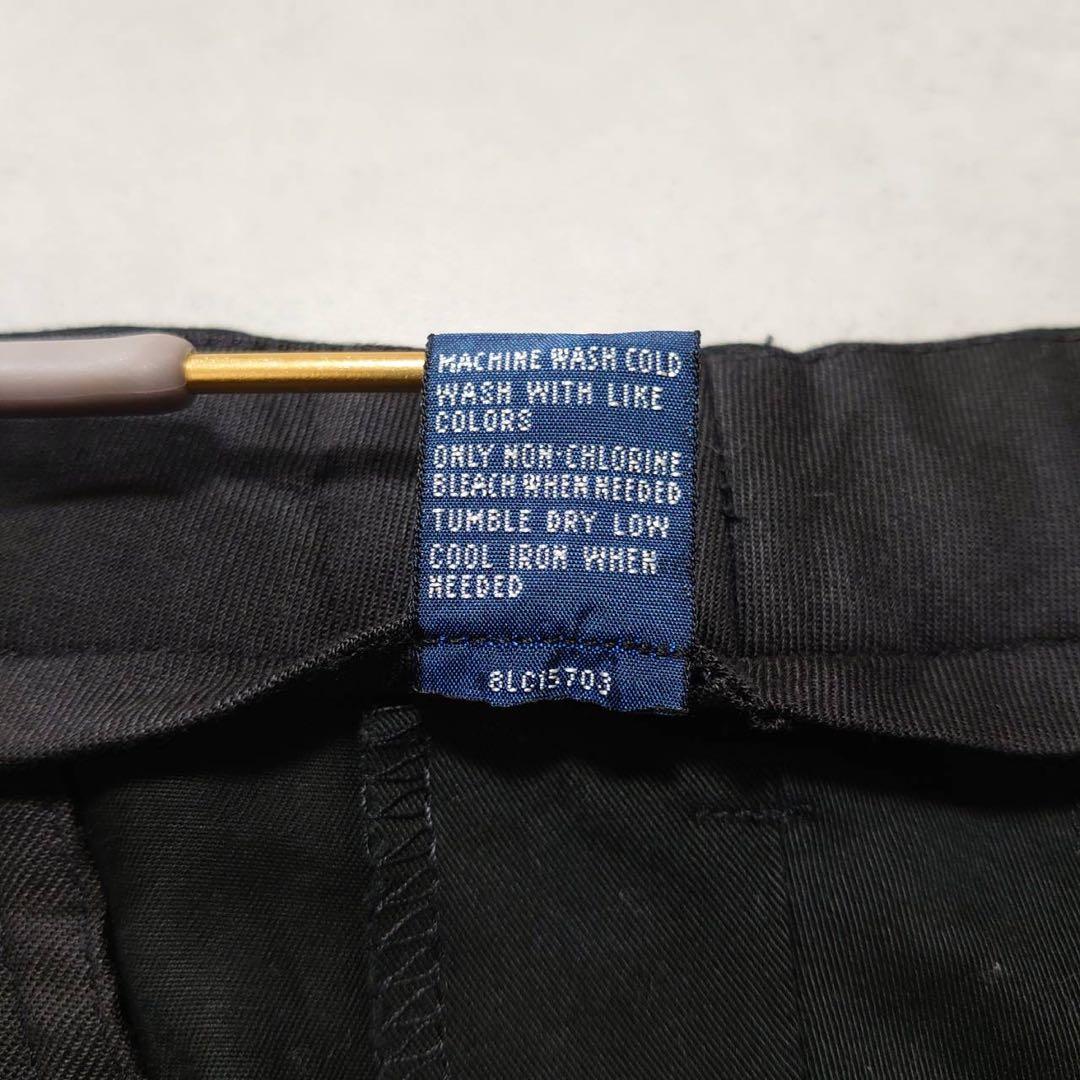 MACHINE WASH COLD
WASH WITH LIKE
COLORS
ONLY NON-CHLORINE
BLEACH WHEN NEEDED
TUMBLE DRY LOW
COOL IRON WHEN
NEEDED
8LC15703